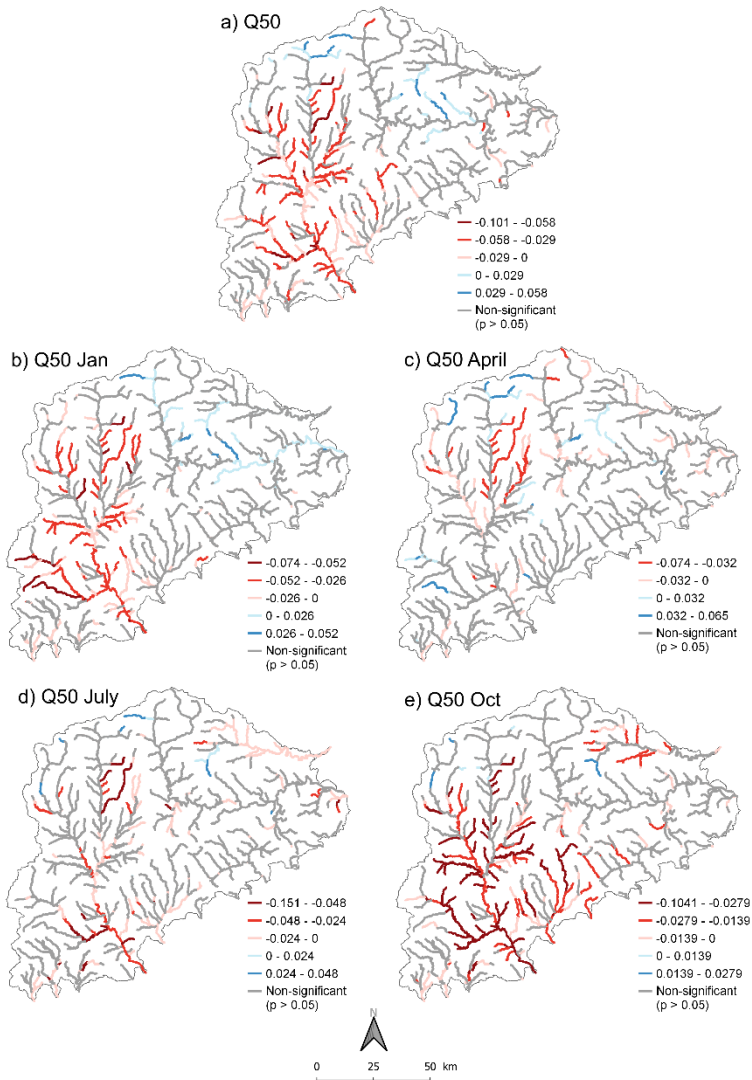 a) Q50
-0.101 - -0.058
-0.058 - -0.029
-0.029 - 0
0 - 0.029
0.029 - 0.058
Non-significant
(p > 0.05)
b) Q50 Jan
-0.074 - -0.052
-0.052 - -0.026
-0.026 - 0
0 - 0.026
0.026 - 0.052
Non-significant
(p > 0.05)
c) Q50 April
-0.074 - -0.032
-0.032 - 0
0 - 0.032
0.032 - 0.065
Non-significant
(p > 0.05)
d) Q50 July
-0.151 - -0.048
-0.048 - -0.024
-0.024 - 0
0 - 0.024
0.024 - 0.048
Non-significant
(p > 0.05)
e) Q50 Oct
-0.1041 - -0.0279
-0.0279 - -0.0139
-0.0139 - 0
0 - 0.0139
0.0139 - 0.0279
Non-significant
(p > 0.05)
N
0 25 50 km